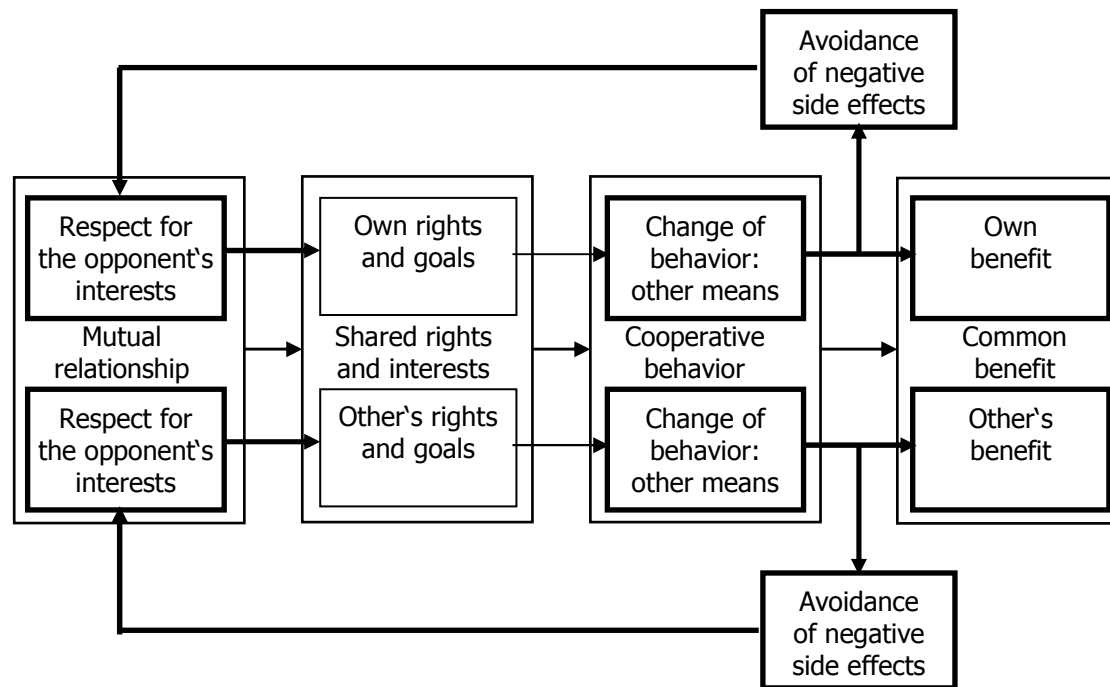 Avoidance
of negative
side effects
Respect for
the opponent‘s
interests
Own rights
and goals
Change of
behavior:
other means
Own
benefit
Mutual
relationship
Shared rights
and interests
Cooperative
behavior
Common
benefit
Respect for
the opponent‘s
interests
Other‘s rights
and goals
Change of
behavior:
other means
Other‘s
benefit
Avoidance
of negative
side effects